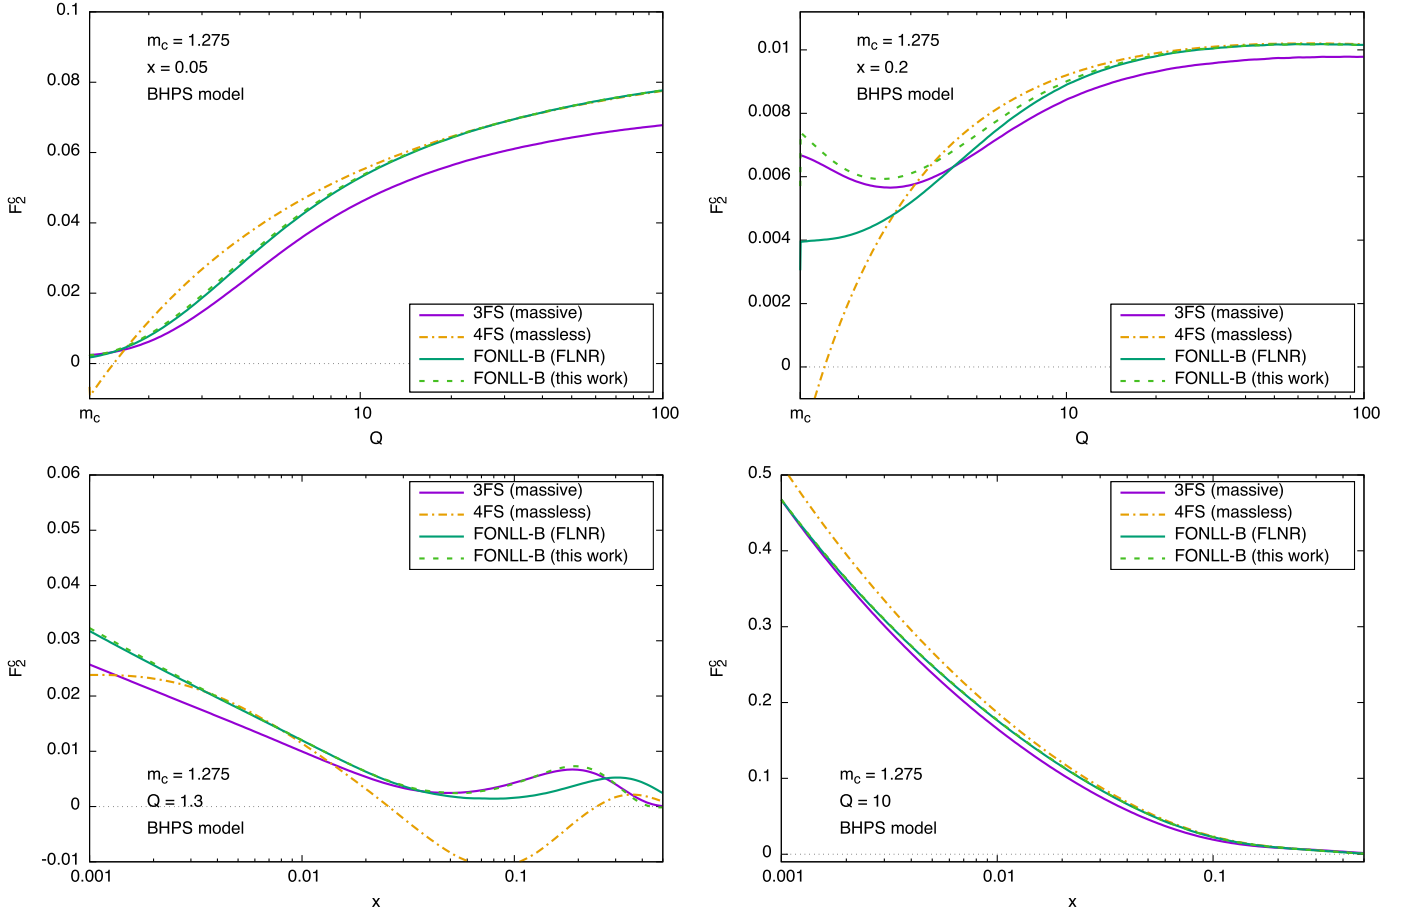 0.1
0.08
0.06
0.04
0.02
0
F₂ᶜ
m_c = 1.275
x = 0.05
BHPS model
3FS (massive)
4FS (massless)
FONLL-B (FLNR)
FONLL-B (this work)
m_c 10 100
Q
0.01
0.008
0.006
0.004
0.002
0
F₂ᶜ
m_c = 1.275
x = 0.2
BHPS model
3FS (massive)
4FS (massless)
FONLL-B (FLNR)
FONLL-B (this work)
m_c 10 100
Q
0.06
0.05
0.04
0.03
0.02
0.01
0
-0.01
F₂ᶜ
3FS (massive)
4FS (massless)
FONLL-B (FLNR)
FONLL-B (this work)
m_c = 1.275
Q = 1.3
BHPS model
0.001 0.01 0.1
x
0.5
0.4
0.3
0.2
0.1
0
F₂ᶜ
3FS (massive)
4FS (massless)
FONLL-B (FLNR)
FONLL-B (this work)
m_c = 1.275
Q = 10
BHPS model
0.001 0.01 0.1
x